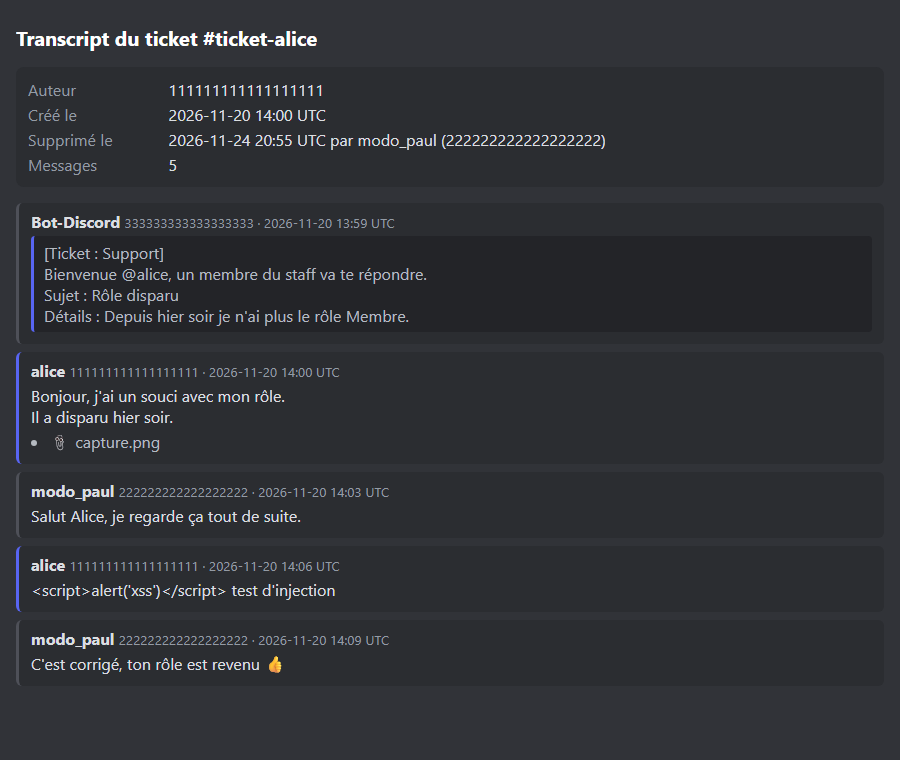 Transcript du ticket #ticket-alice
Auteur 111111111111111111
Créé le 2026-11-20 14:00 UTC
Supprimé le 2026-11-24 20:55 UTC par modo_paul (222222222222222222)
Messages 5
Bot-Discord 333333333333333333 · 2026-11-20 13:59 UTC
[Ticket : Support]
Bienvenue @alice, un membre du staff va te répondre.
Sujet : Rôle disparu
Détails : Depuis hier soir je n'ai plus le rôle Membre.
alice 111111111111111111 · 2026-11-20 14:00 UTC
Bonjour, j'ai un souci avec mon rôle.
Il a disparu hier soir.
capture.png
modo_paul 222222222222222222 · 2026-11-20 14:03 UTC
Salut Alice, je regarde ça tout de suite.
alice 111111111111111111 · 2026-11-20 14:06 UTC
<script>alert('xss')</script> test d'injection
modo_paul 222222222222222222 · 2026-11-20 14:09 UTC
C'est corrigé, ton rôle est revenu 👍